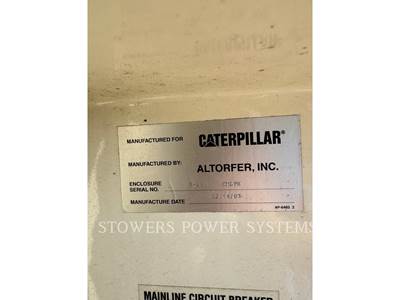 MANUFACTURED FOR CATERPILLAR®
MANUFACTURED BY: ALTORFER, INC.
ENCLOSURE
SERIAL NO.
MANUFACTURE DATE
STOWERS POWER SYSTEMS
MAINLINE CIRCUIT BREAKER